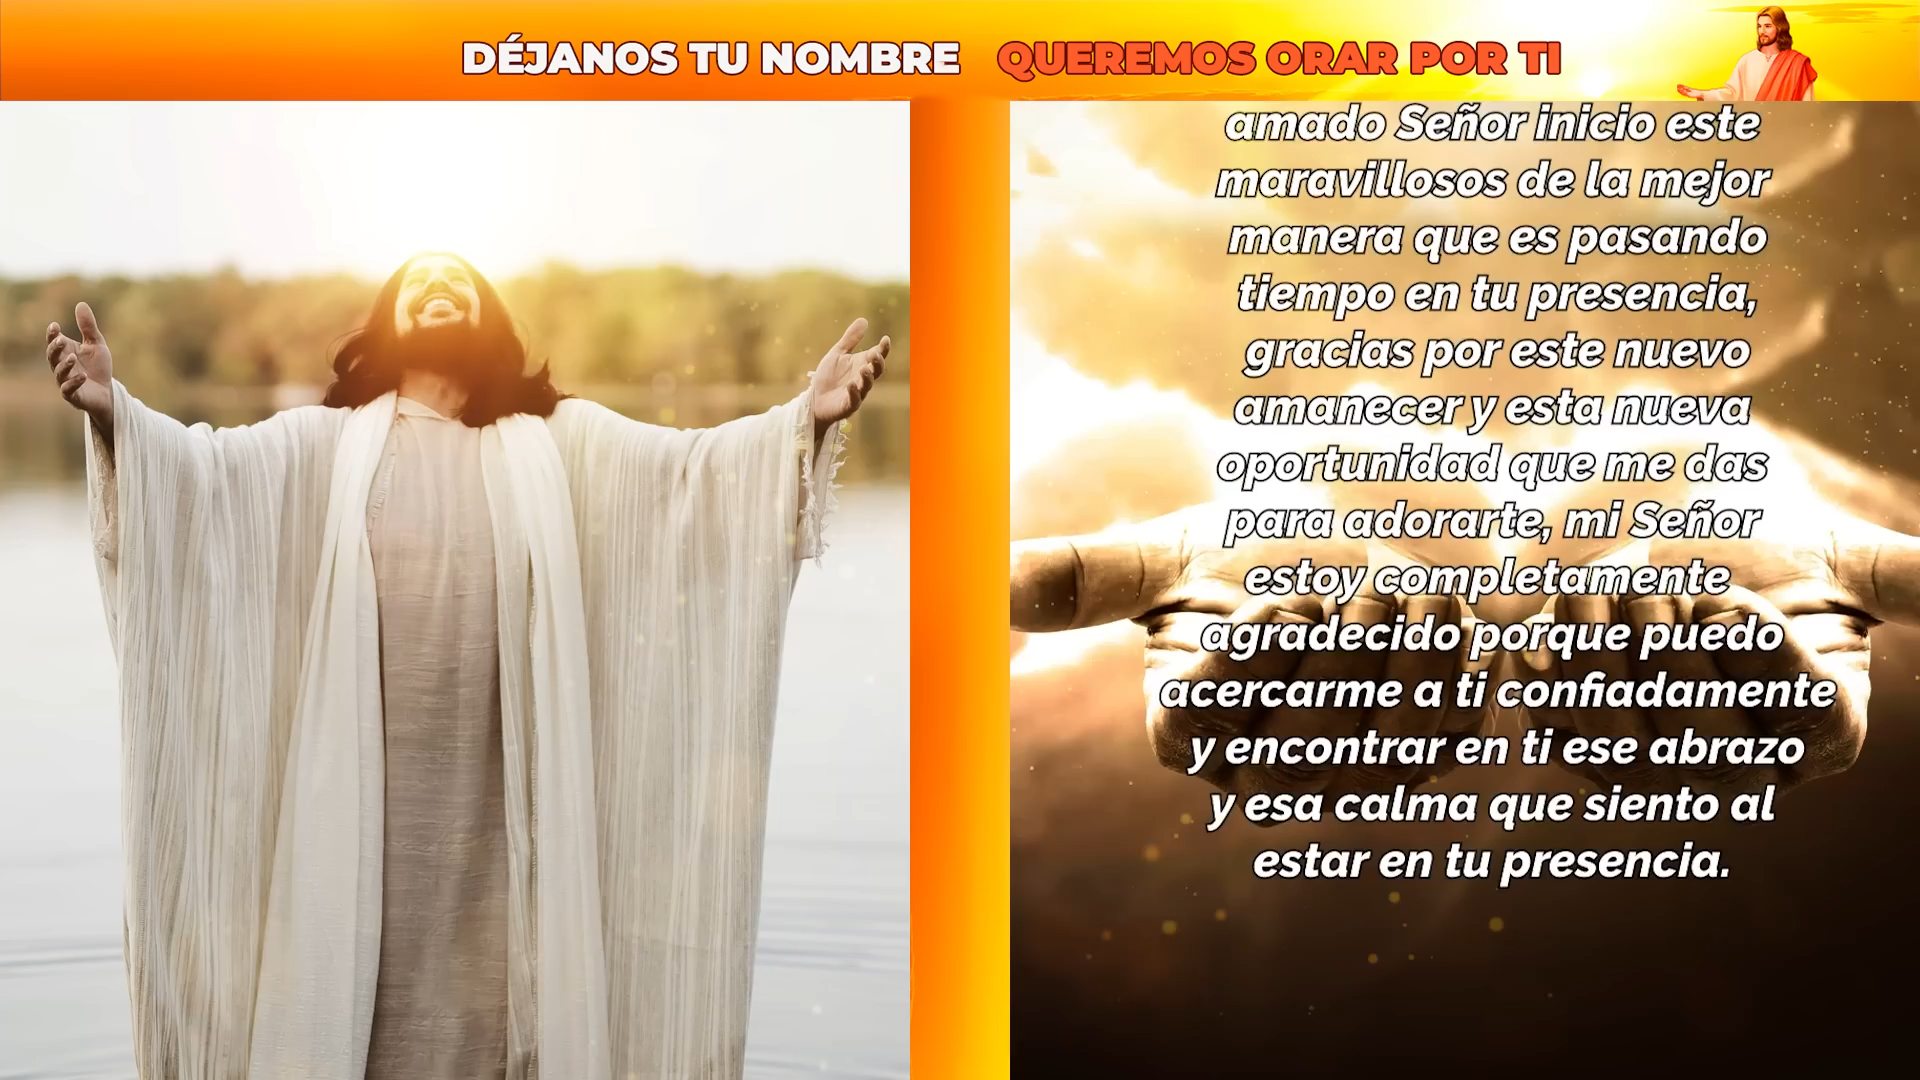 DÉJANOS TU NOMBRE QUEREMOS ORAR POR TI
amado Señor inicio este
maravillosos de la mejor
manera que es pasando
tiempo en tu presencia,
gracias por este nuevo
amanecer y esta nueva
oportunidad que me das
para adorarte, mi Señor
estoy completamente
agradecido porque puedo
acercarme a ti confiadamente
y encontrar en ti ese abrazo
y esa calma que siento al
estar en tu presencia.